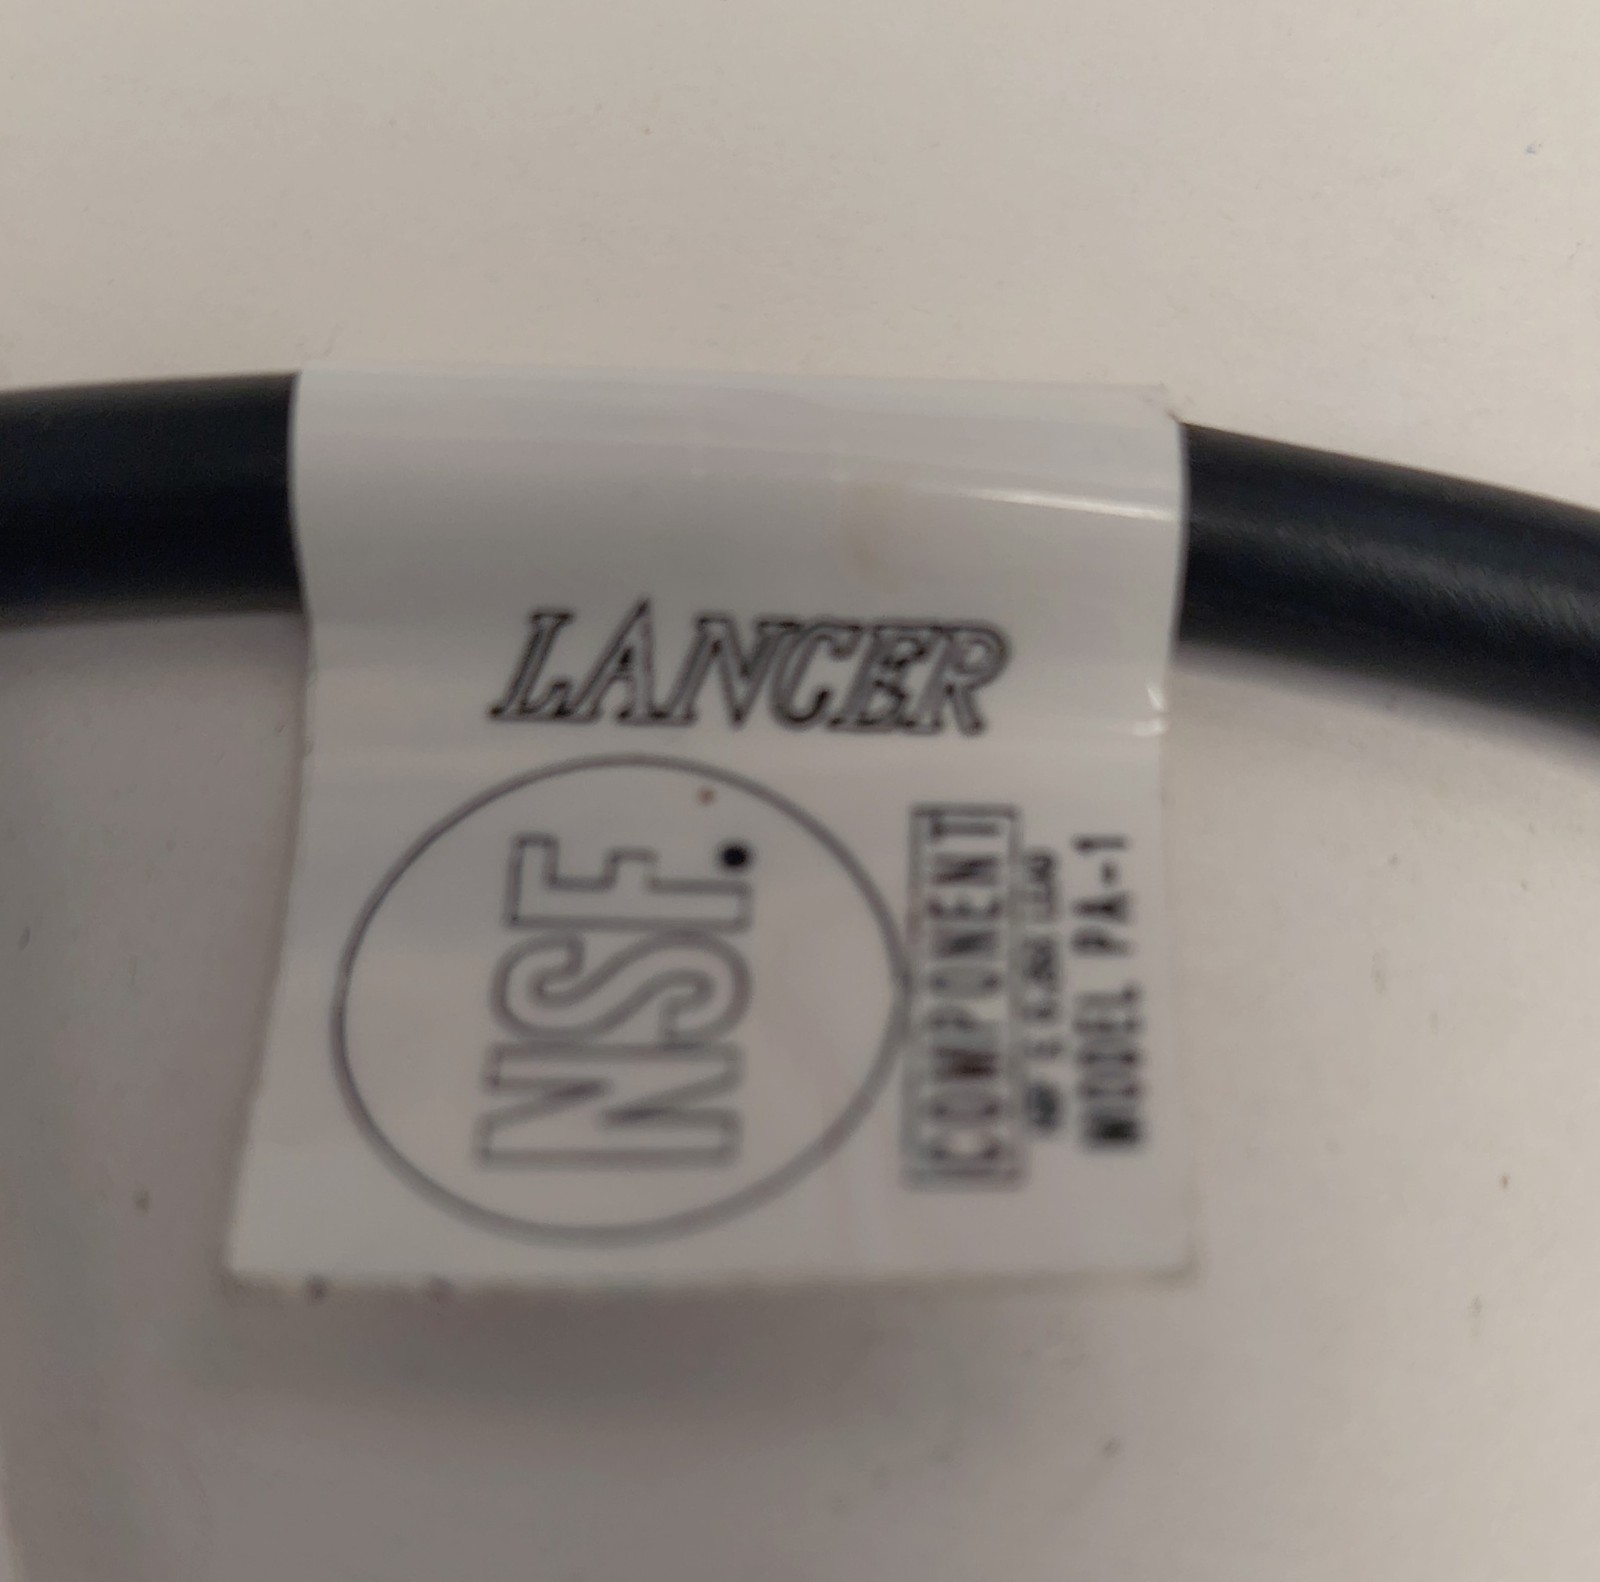 LANCER
NSF.
COMPONENT
MODEL PA-1